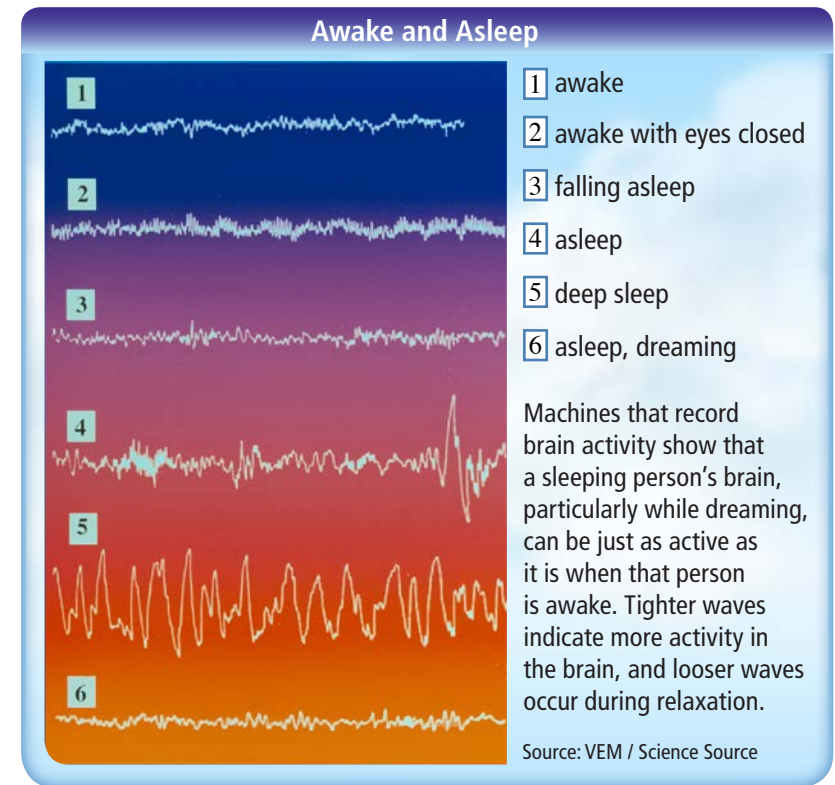 Awake and Asleep
1
2
3
4
5
6
1 awake
2 awake with eyes closed
3 falling asleep
4 asleep
5 deep sleep
6 asleep, dreaming
Machines that record
brain activity show that
a sleeping person's brain,
particularly while dreaming,
can be just as active as
it is when that person
is awake. Tighter waves
indicate more activity in
the brain, and looser waves
occur during relaxation.
Source: VEM / Science Source